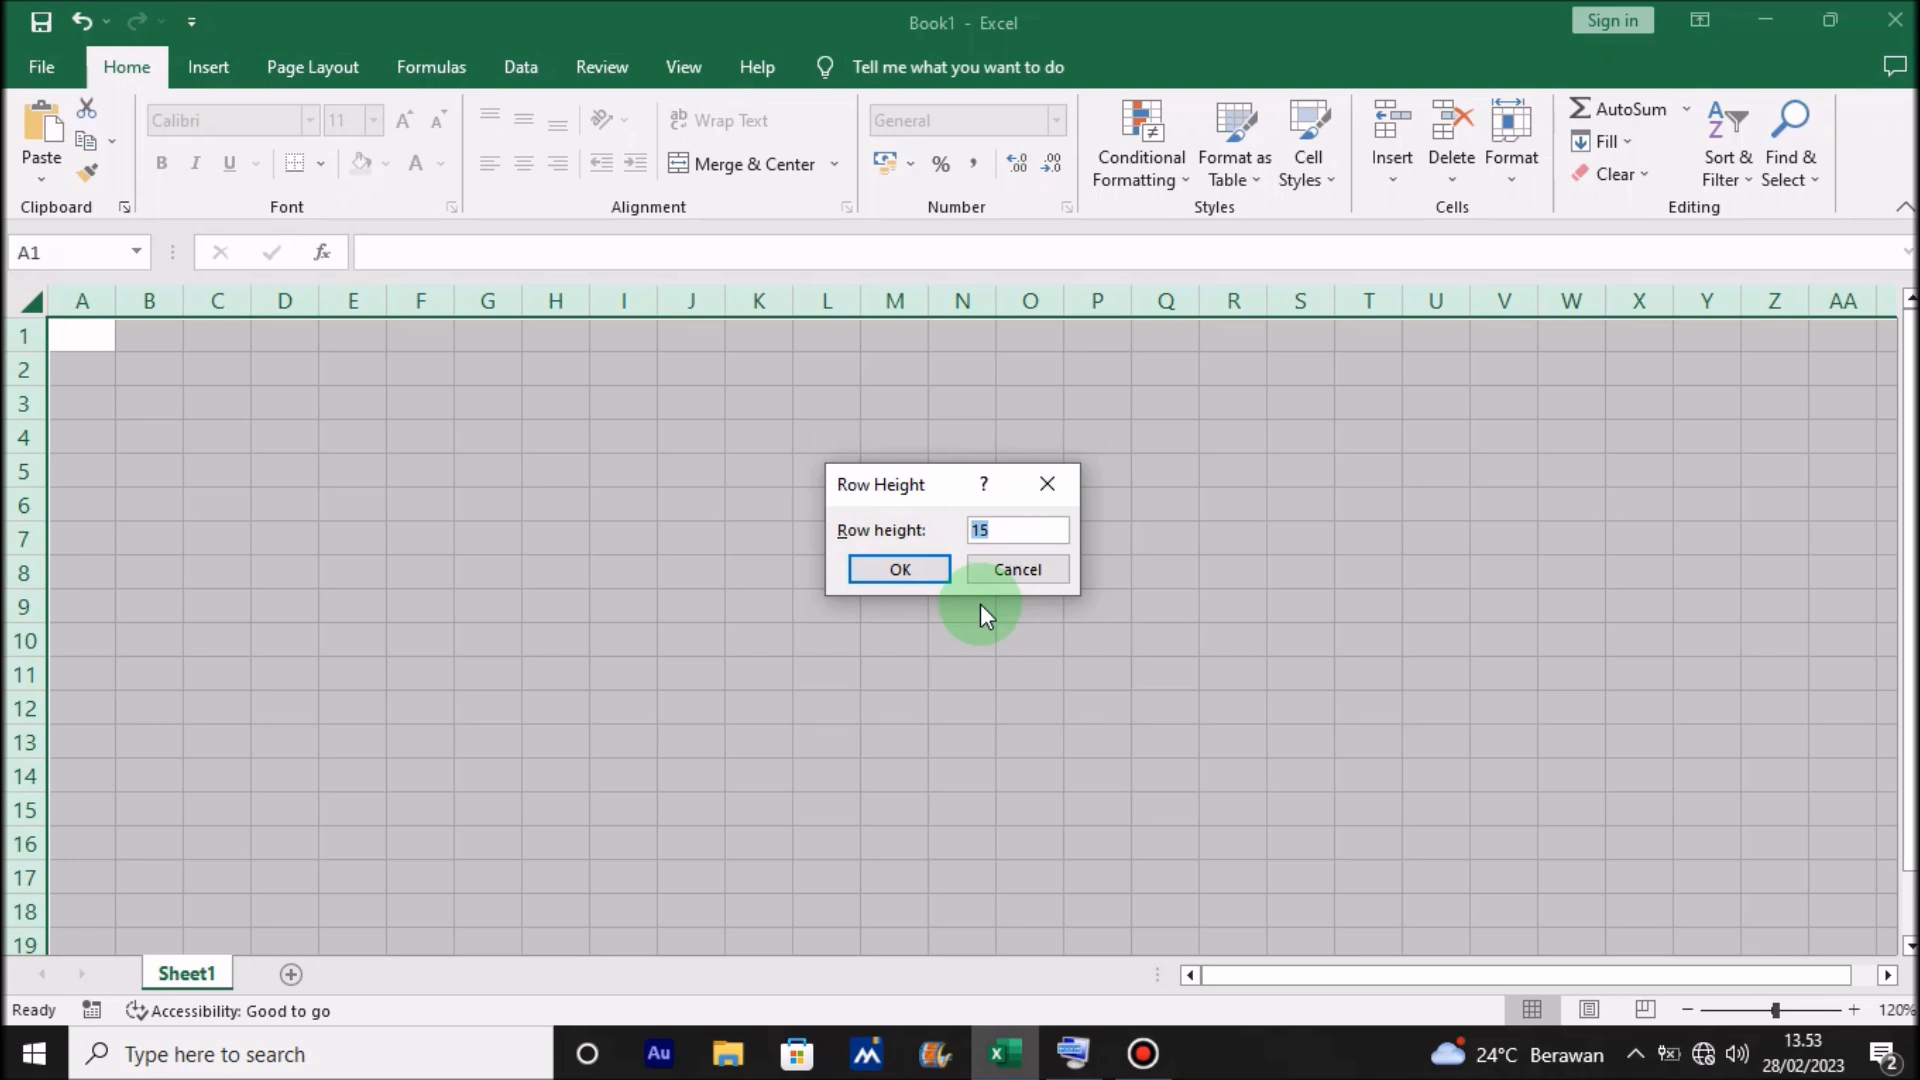 Book1 - Excel
Sign in
File Home Insert Page Layout Formulas Data Review View Help Tell me what you want to do
Paste
Clipboard
Calibri 11
B I U A
Font
ab Wrap Text
Merge & Center
Alignment
General
% , .00 .00
Number
Conditional Formatting
Format as Table
Cell Styles
Styles
Insert Delete Format
Cells
AutoSum
Fill
Clear
Sort & Filter
Find & Select
Editing
A1 fx
A B C D E F G H I J K L M N O P Q R S T U V W X Y Z AA
1
2
3
4
5
6
7
8
9
10
11
12
13
14
15
16
17
18
19
Row Height ?
Row height: 15
OK Cancel
Sheet1
Ready Accessibility: Good to go 120%
Type here to search
Au
24°C Berawan
13.53
28/02/2023
2